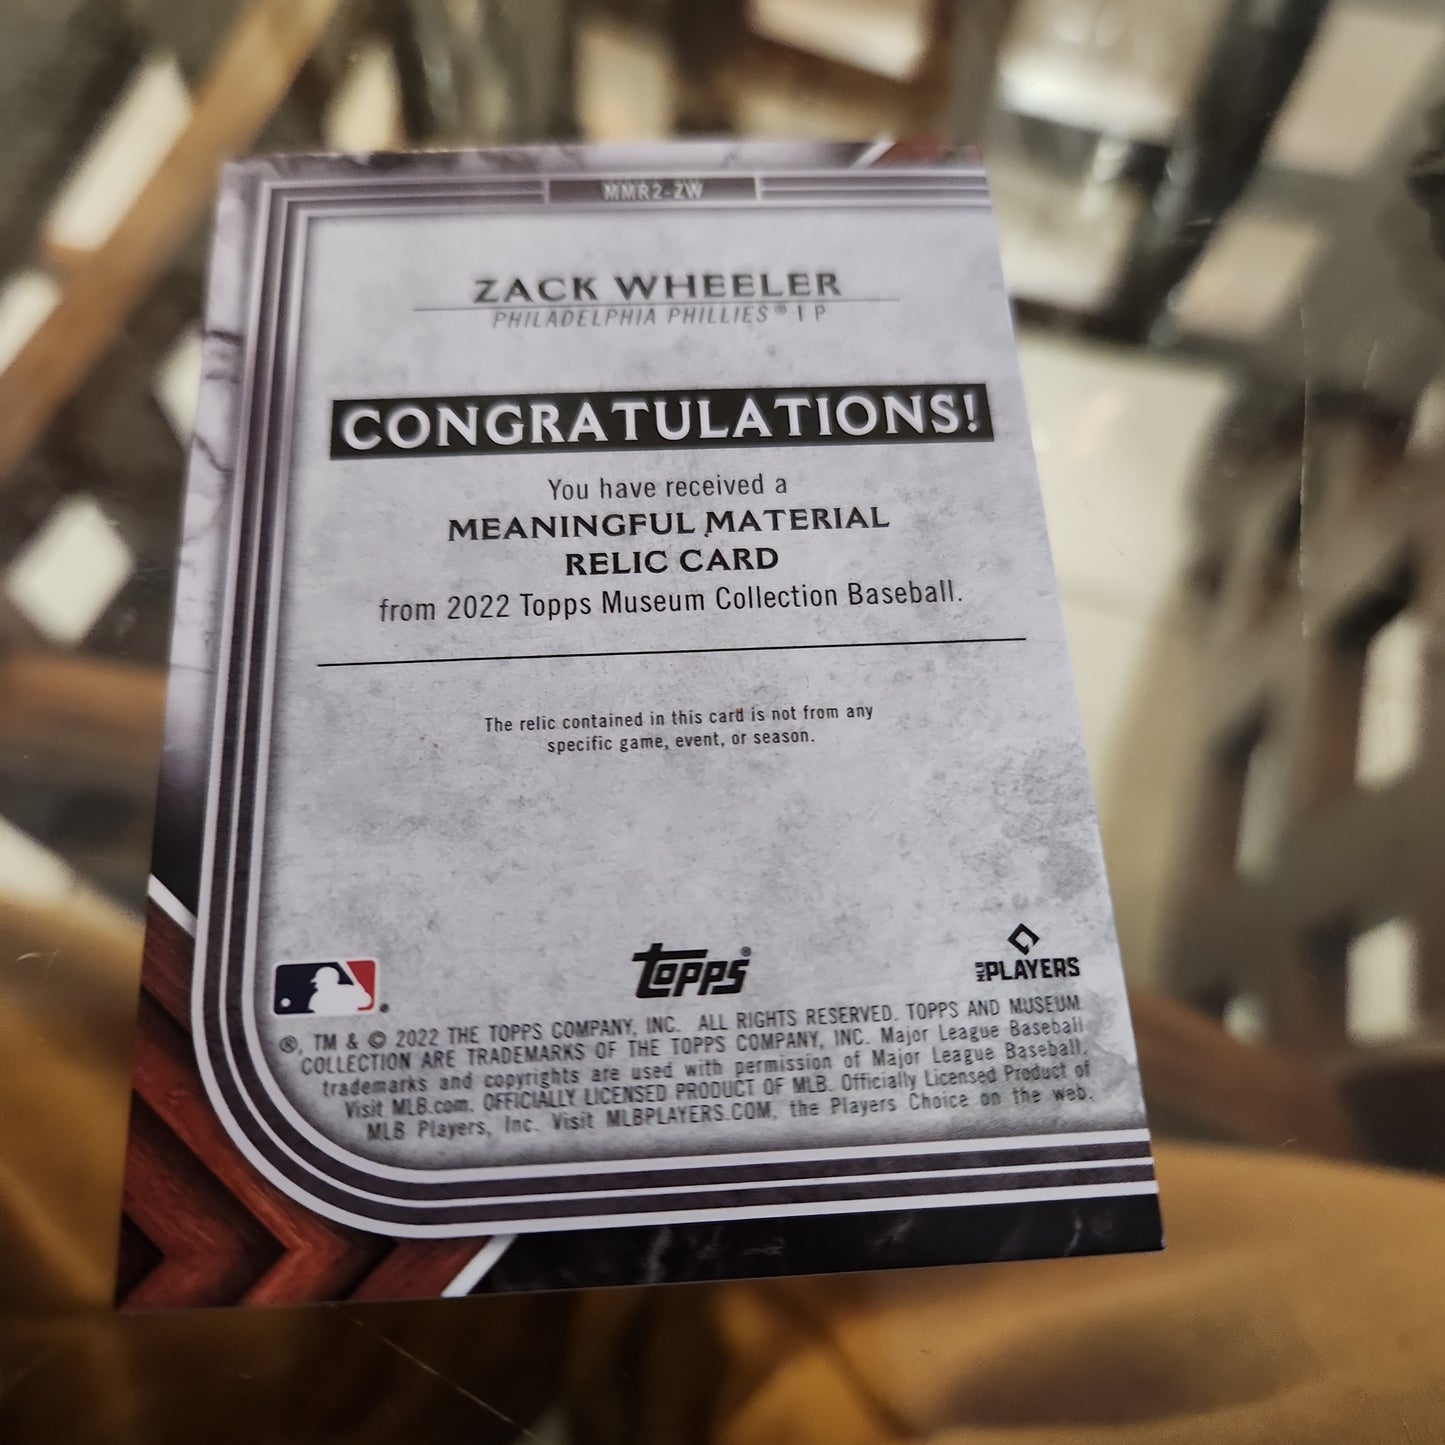 MMR2-ZW
ZACK WHEELER
PHILADELPHIA PHILLIES® | P
CONGRATULATIONS!
You have received a
MEANINGFUL MATERIAL
RELIC CARD
from 2022 Topps Museum Collection Baseball.
The relic contained in this card is not from any
specific game, event, or season.
topps®
MLB PLAYERS
®, TM & © 2022 THE TOPPS COMPANY, INC. ALL RIGHTS RESERVED. TOPPS AND MUSEUM
COLLECTION ARE TRADEMARKS OF THE TOPPS COMPANY, INC. Major League Baseball
trademarks and copyrights are used with permission of Major League Baseball.
Visit MLB.com. OFFICIALLY LICENSED PRODUCT OF MLB. Officially Licensed Product of
MLB Players, Inc. Visit MLBPLAYERS.COM, the Players Choice on the web.